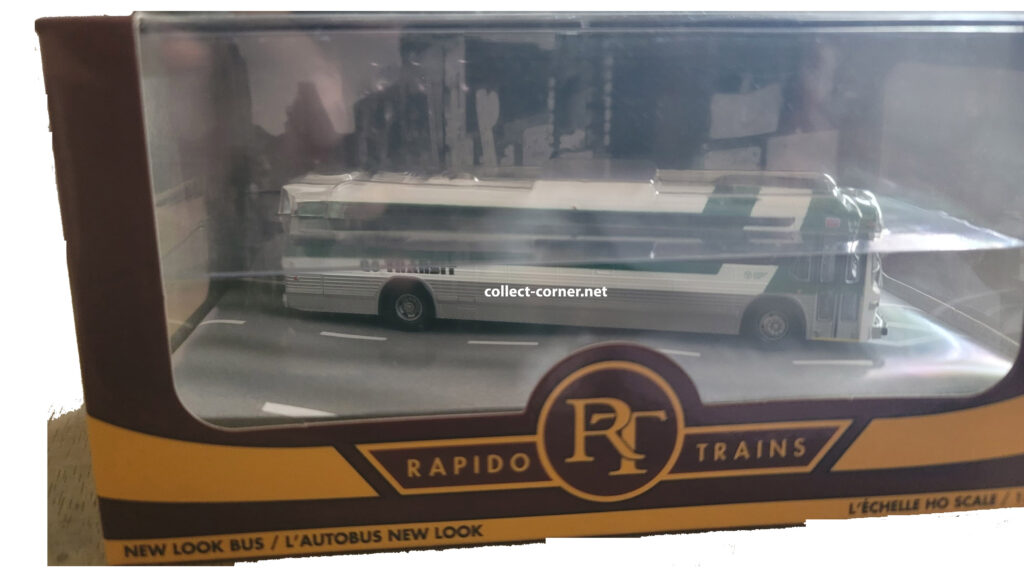 GO TRANSIT
collect-corner.net
RT
RAPIDO TRAINS
L'ÉCHELLE HO SCALE / 1
NEW LOOK BUS / L'AUTOBUS NEW LOOK